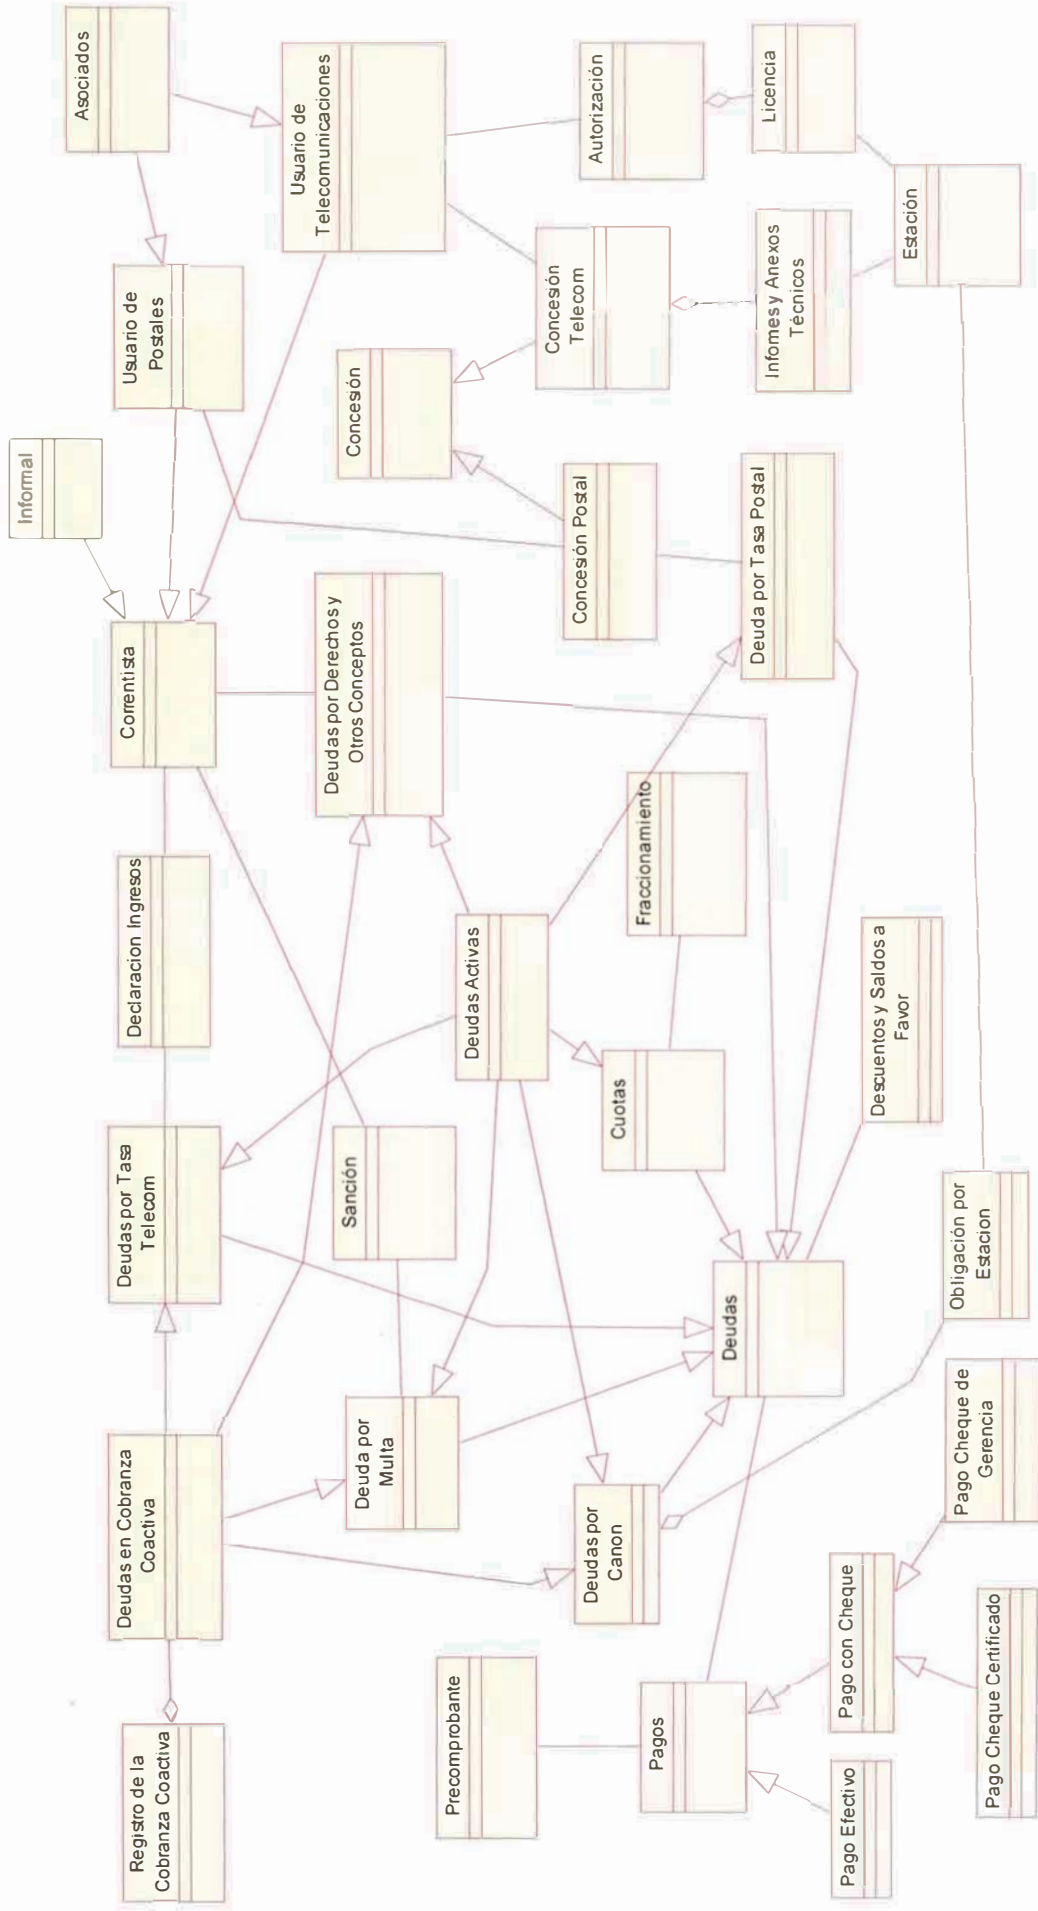 Registro de la
Cobranza Coactiva
Deudas en Cobranza
Coactiva
Deudas por Tasa
Telecom
Declaracion Ingresos
Correntista
Informal
Usuario de
Postales
Asociados
Usuario de
Telecomunicaciones
Deuda por
Multa
Sanción
Deudas por Derechos y
Otros Conceptos
Concesión
Precomprobante
Deudas Activas
Deudas por
Canon
Cuotas
Fraccionamiento
Concesión Postal
Concesión
Telecom
Autorización
Pagos
Deudas
Deuda por Tasa Postal
Infomes y Anexos
Técnicos
Licencia
Pago Efectivo
Pago con Cheque
Descuentos y Saldos a
Favor
Estación
Pago Cheque Certificado
Pago Cheque de
Gerencia
Obligación por
Estacion